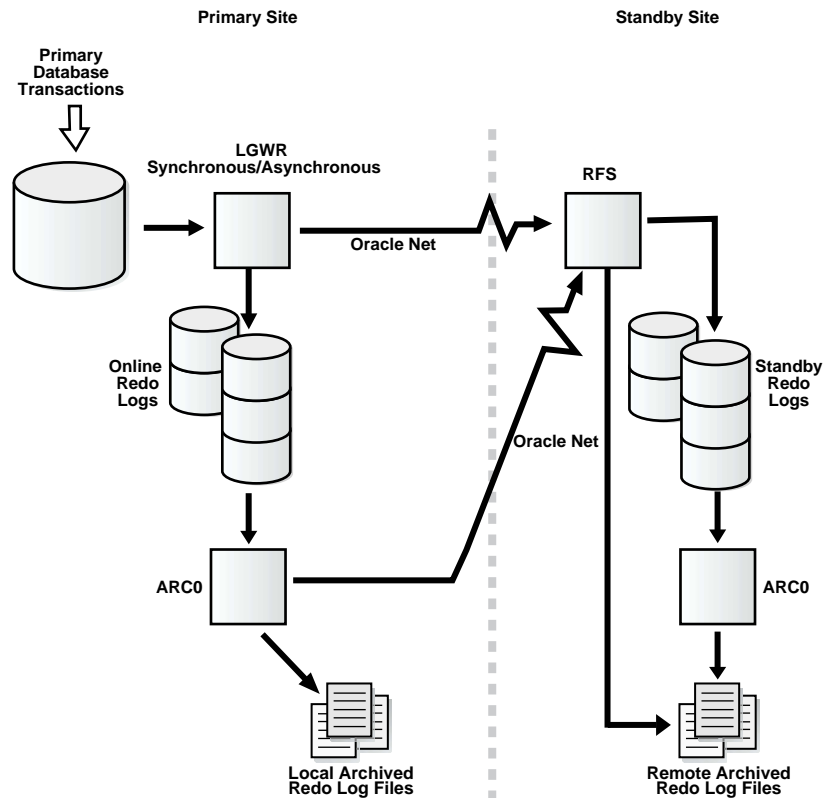 Primary Site
Standby Site
Primary
Database
Transactions
LGWR
Synchronous/Asynchronous
RFS
Oracle Net
Online
Redo
Logs
Standby
Redo
Logs
Oracle Net
ARC0
ARC0
Local Archived
Redo Log Files
Remote Archived
Redo Log Files